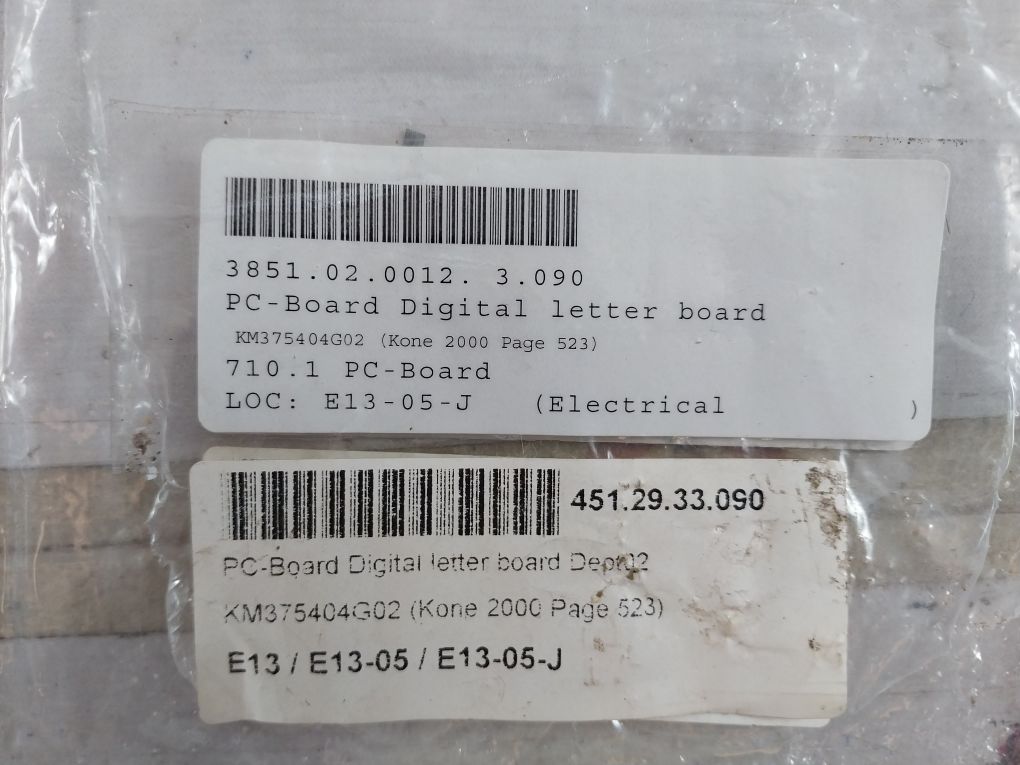 3851.02.0012. 3.090
PC-Board Digital letter board
KM375404G02 (Kone 2000 Page 523)
710.1 PC-Board
LOC: E13-05-J (Electrical )
451.29.33.090
PC-Board Digital letter board
KM375404G02 (Kone 2000 Page 523)
E13 / E13-05 / E13-05-J